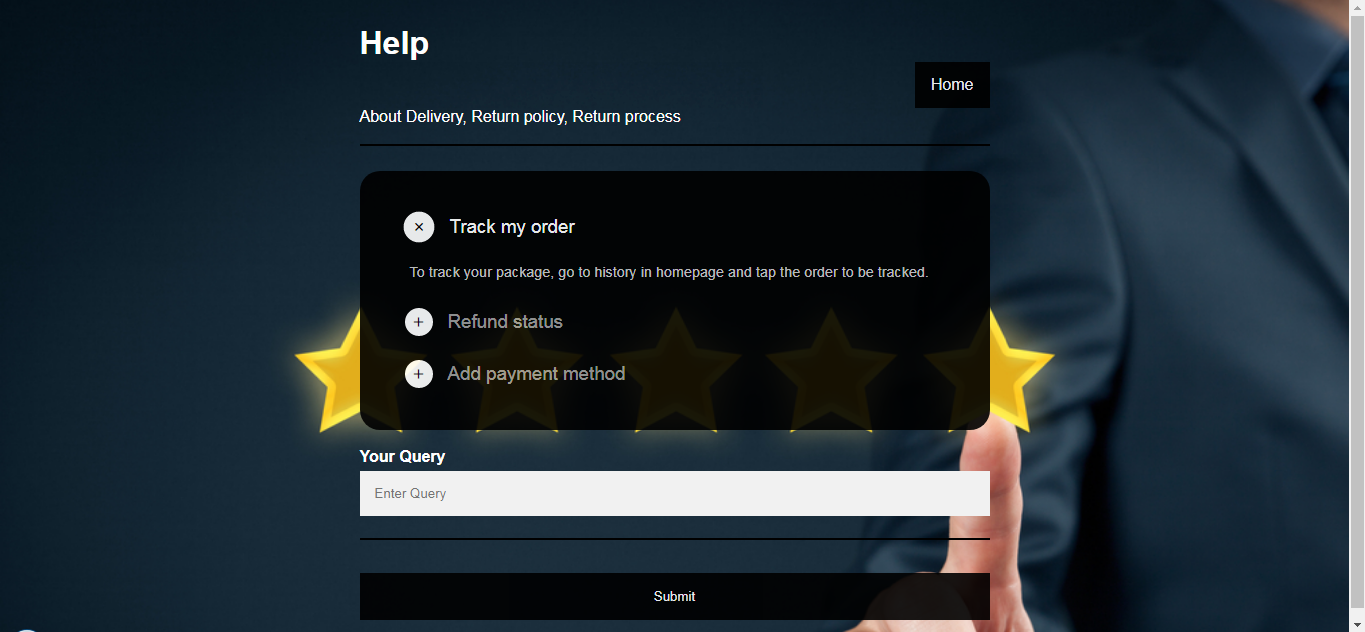 Help
Home
About Delivery, Return policy, Return process
Track my order
To track your package, go to history in homepage and tap the order to be tracked.
Refund status
Add payment method
Your Query
Enter Query
Submit